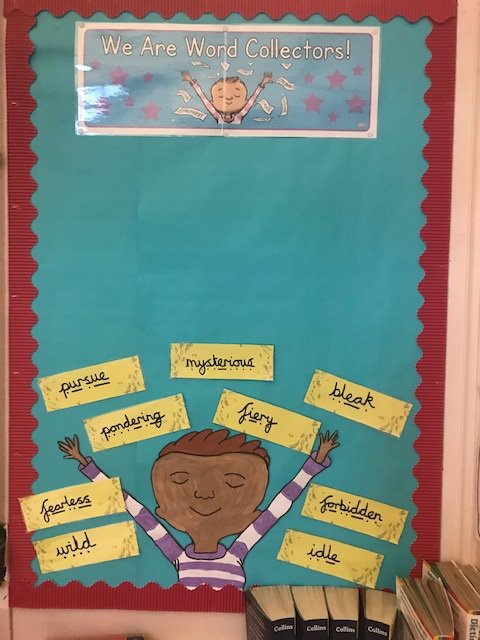 We Are Word Collectors!
mysterious
pursue
bleak
pondering
fiery
fearless
forbidden
wild
idle
Collins
Collins
Collins
Collins